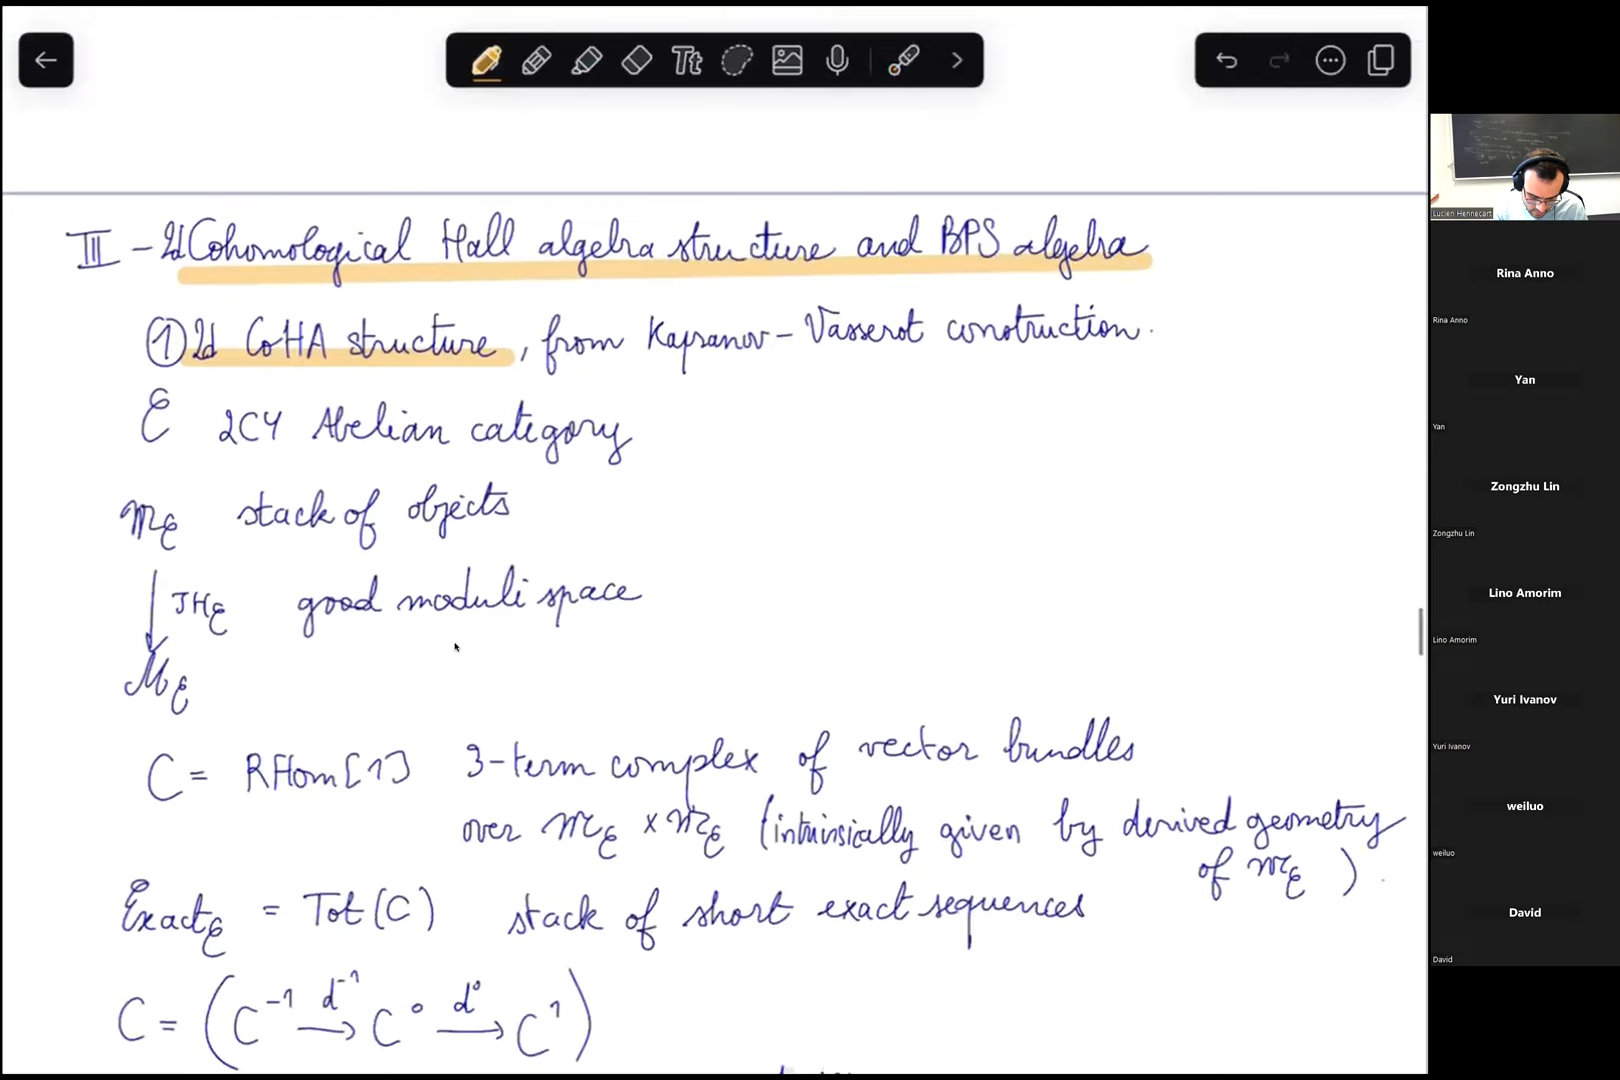 Tt
III - 2d Cohomological Hall algebra structure and BPS algebra
① 2d CoHA structure, from Kapranov-Vasserot construction.
𝓔 2CY Abelian category
𝔐_𝓔 stack of objects
↓ JH_𝓔 good moduli space
𝓜_𝓔
C = RHom[1] 3-term complex of vector bundles
over 𝔐_𝓔 × 𝔐_𝓔 (intrinsically given by derived geometry
of 𝔐_𝓔).
Exact_𝓔 = Tot(C) stack of short exact sequences
C = (C⁻¹ —d⁻¹→ C⁰ —d⁰→ C¹)
Lucien Hennecart
Rina Anno
Rina Anno
Yan
Yan
Zongzhu Lin
Zongzhu Lin
Lino Amorim
Lino Amorim
Yuri Ivanov
Yuri Ivanov
weiluo
weiluo
David
David